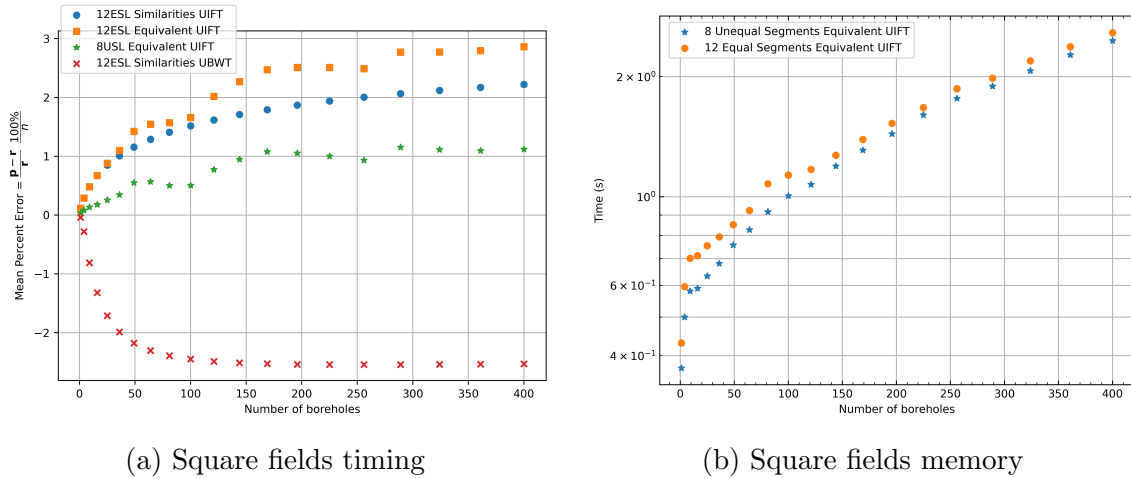 12ESL Similarities UIFT
12ESL Equivalent UIFT
8USL Equivalent UIFT
12ESL Similarities UBWT
Mean Percent Error = p − r / r 100% / n
3
2
1
0
−1
−2
0 50 100 150 200 250 300 350 400
Number of boreholes
(a) Square fields timing
8 Unequal Segments Equivalent UIFT
12 Equal Segments Equivalent UIFT
Time (s)
2 × 10⁰
10⁰
6 × 10⁻¹
4 × 10⁻¹
0 50 100 150 200 250 300 350 400
Number of boreholes
(b) Square fields memory